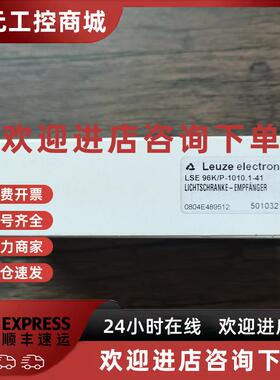 元工控商城
欢迎进店咨询下单
Leuze electron
LSE 96K/P-1010.1-41
LICHTSCHRANKE-EMPFÄNGER
0804E489512
501032
费开票
号齐全
力商家
仓速发
EXPRESS
顺丰速运
24小时在线 欢迎进店
欢迎进店咨询下单